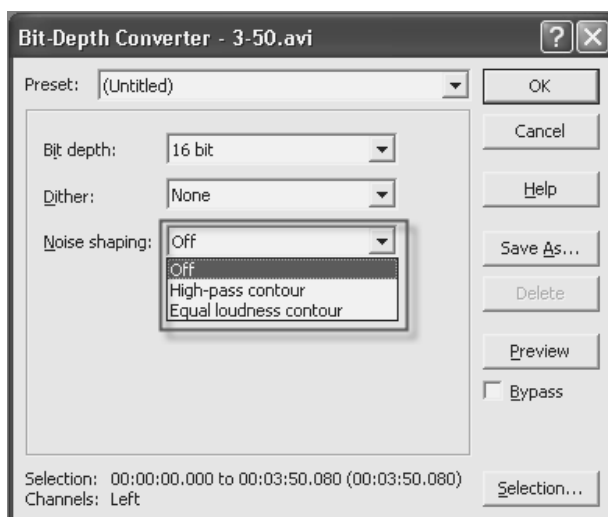 Bit-Depth Converter - 3-50.avi
Preset: (Untitled)
OK
Cancel
Bit depth: 16 bit
Dither: None
Help
Noise shaping: Off
Off
High-pass contour
Equal loudness contour
Save As...
Delete
Preview
Bypass
Selection: 00:00:00.000 to 00:03:50.080 (00:03:50.080)
Channels: Left
Selection...